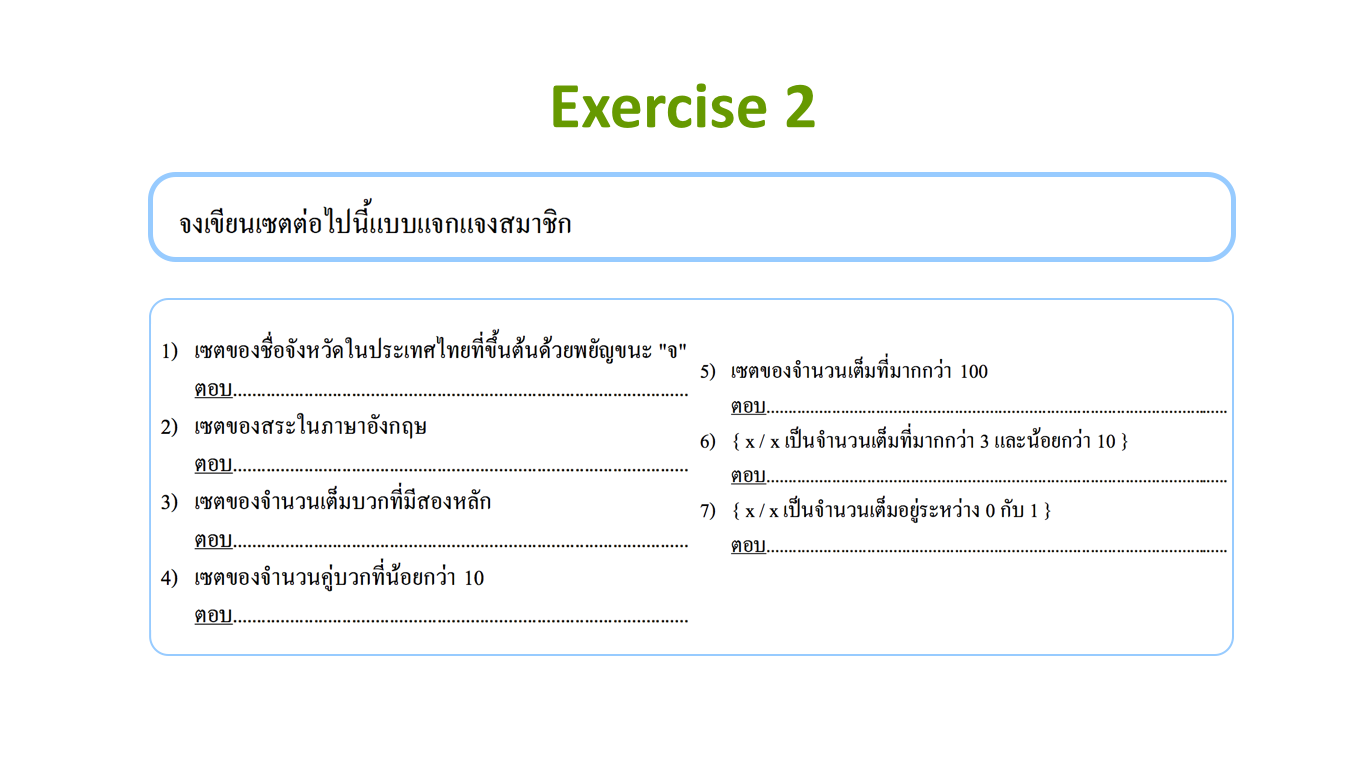 Exercise 2
จงเขียนเซตต่อไปนี้แบบแจกแจงสมาชิก
1) เซตของชื่อจังหวัดในประเทศไทยที่ขึ้นต้นด้วยพยัญขนะ "จ"
ตอบ................................................................................................
2) เซตของสระในภาษาอังกฤษ
ตอบ................................................................................................
3) เซตของจำนวนเต็มบวกที่มีสองหลัก
ตอบ................................................................................................
4) เซตของจำนวนคู่บวกที่น้อยกว่า 10
ตอบ................................................................................................
5) เซตของจำนวนเต็มที่มากกว่า 100
ตอบ................................................................................................
6) { x / x เป็นจำนวนเต็มที่มากกว่า 3 และน้อยกว่า 10 }
ตอบ................................................................................................
7) { x / x เป็นจำนวนเต็มอยู่ระหว่าง 0 กับ 1 }
ตอบ................................................................................................